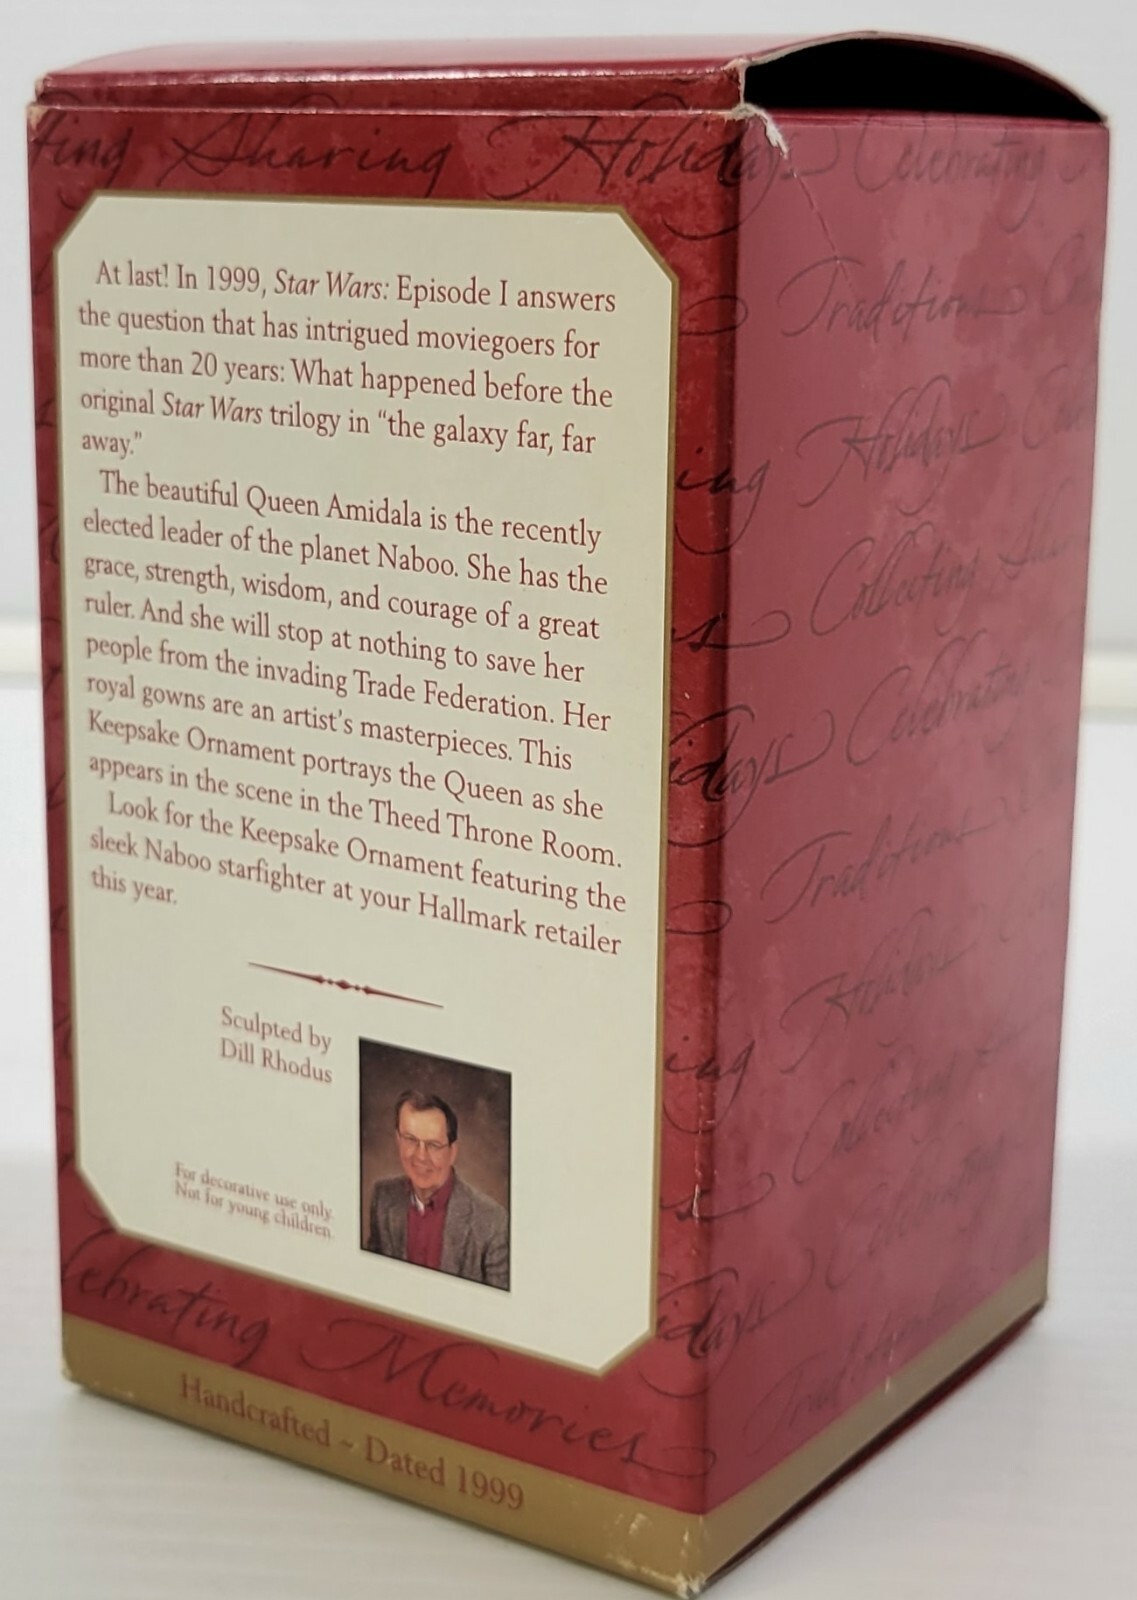 ting Sharing Holidays Celebrating
At last! In 1999, Star Wars: Episode I answers
the question that has intrigued moviegoers for
more than 20 years: What happened before the
original Star Wars trilogy in “the galaxy far, far
away.”
The beautiful Queen Amidala is the recently
elected leader of the planet Naboo. She has the
grace, strength, wisdom, and courage of a great
ruler. And she will stop at nothing to save her
people from the invading Trade Federation. Her
royal gowns are an artist's masterpieces. This
Keepsake Ornament portrays the Queen as she
appears in the scene in the Theed Throne Room.
Look for the Keepsake Ornament featuring the
sleek Naboo starfighter at your Hallmark retailer
this year.
Sculpted by
Dill Rhodus
For decorative use only.
Not for young children.
lebrating Memories
Handcrafted ~ Dated 1999
Traditions
ing Holidays
Collecting
idays Celebrating
Traditions
Holidays
ing Collecting
Celebrating
idays Traditions